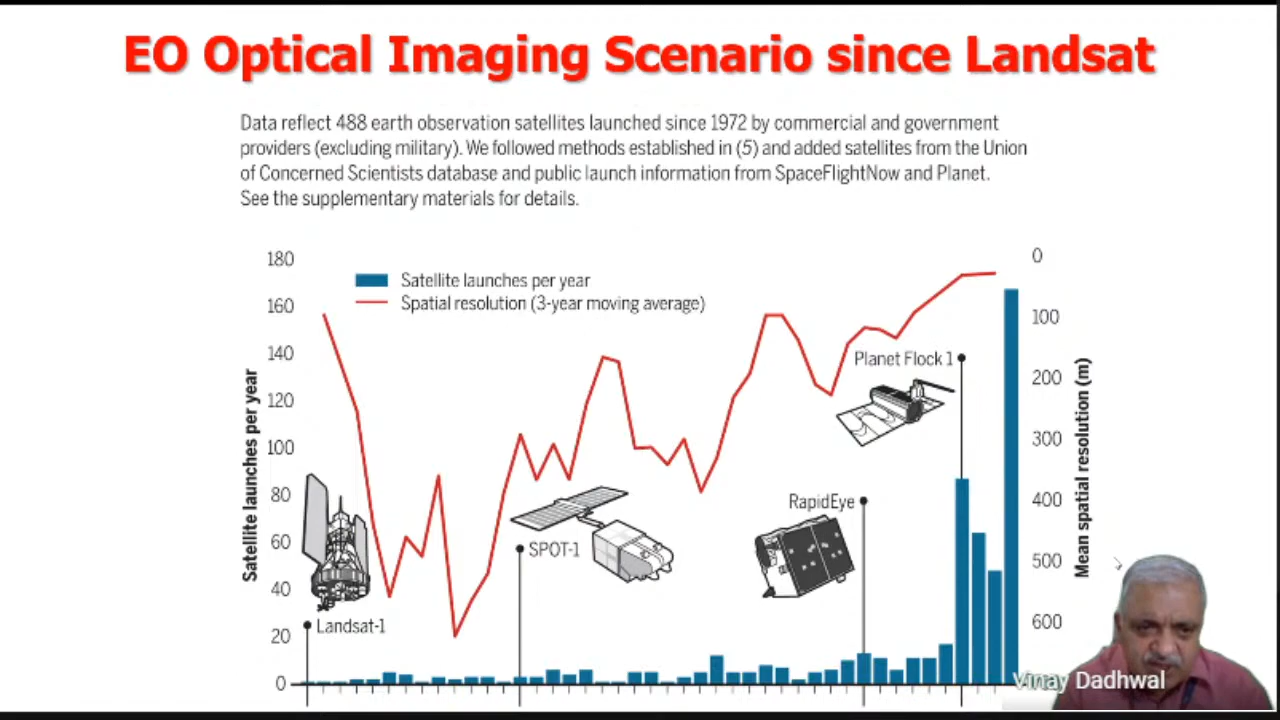 EO Optical Imaging Scenario since Landsat
Data reflect 488 earth observation satellites launched since 1972 by commercial and government
providers (excluding military). We followed methods established in (5) and added satellites from the Union
of Concerned Scientists database and public launch information from SpaceFlightNow and Planet.
See the supplementary materials for details.
180
160
140
120
100
80
60
40
20
0
Satellite launches per year
Satellite launches per year
Spatial resolution (3-year moving average)
Landsat-1
SPOT-1
RapidEye
Planet Flock 1
0
100
200
300
400
500
600
Mean spatial resolution (m)
Vinay Dadhwal